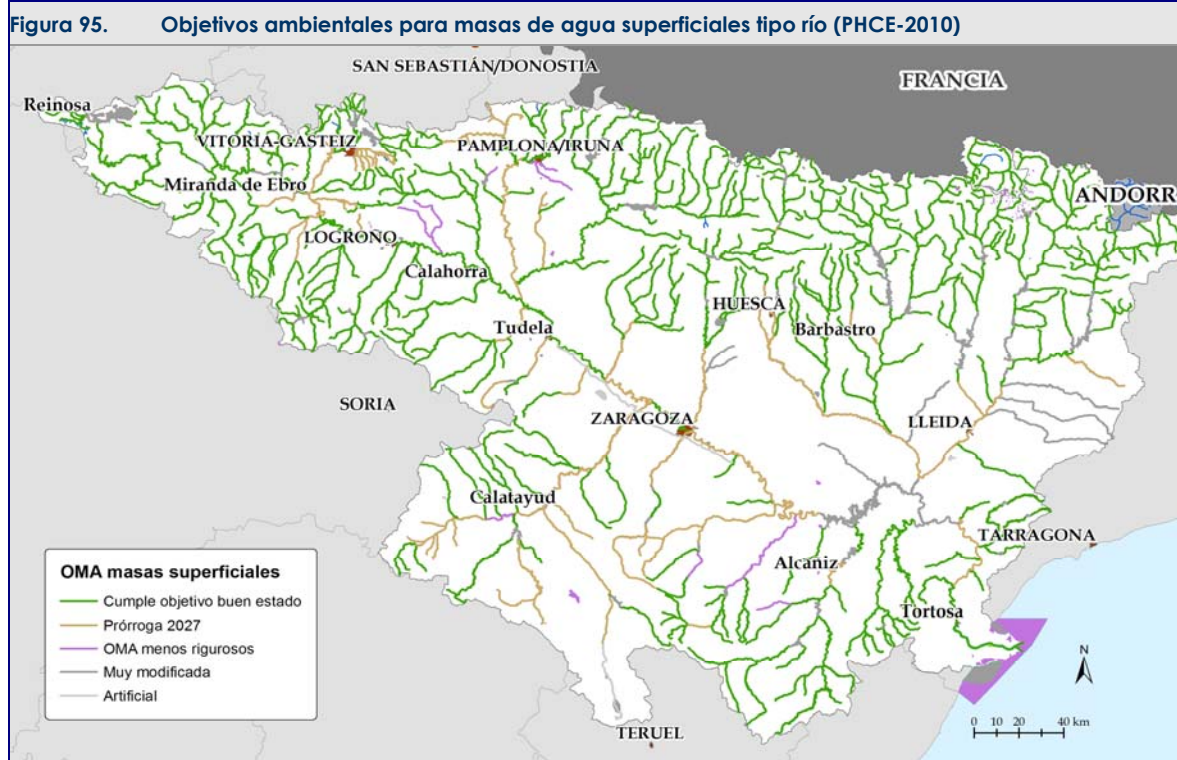 Figura 95. Objetivos ambientales para masas de agua superficiales tipo río (PHCE-2010)
SAN SEBASTIÁN/DONOSTIA
FRANCIA
Reinosa
VITORIA-GASTEIZ
PAMPLONA/IRUNA
Miranda de Ebro
ANDORR
LOGROÑO
Calahorra
HUESCA
Tudela
Barbastro
SORIA
ZARAGOZA
LLEIDA
Calatayud
TARRAGONA
Alcañiz
Tortosa
OMA masas superficiales
Cumple objetivo buen estado
Prórroga 2027
OMA menos rigurosos
Muy modificada
Artificial
N
0 10 20 40 km
TERUEL